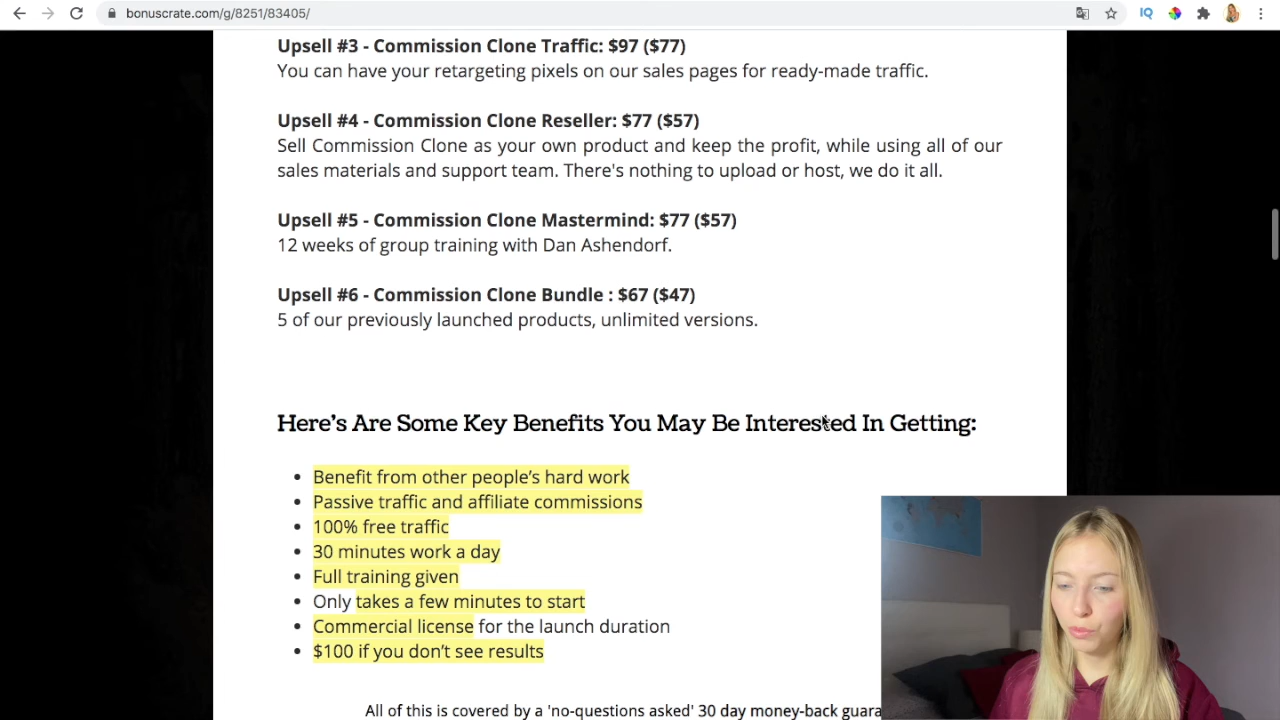 bonuscrate.com/g/8251/83405/
IQ
Upsell #3 - Commission Clone Traffic: $97 ($77)
You can have your retargeting pixels on our sales pages for ready-made traffic.
Upsell #4 - Commission Clone Reseller: $77 ($57)
Sell Commission Clone as your own product and keep the profit, while using all of our
sales materials and support team. There's nothing to upload or host, we do it all.
Upsell #5 - Commission Clone Mastermind: $77 ($57)
12 weeks of group training with Dan Ashendorf.
Upsell #6 - Commission Clone Bundle : $67 ($47)
5 of our previously launched products, unlimited versions.
Here's Are Some Key Benefits You May Be Interested In Getting:
• Benefit from other people's hard work
• Passive traffic and affiliate commissions
• 100% free traffic
• 30 minutes work a day
• Full training given
• Only takes a few minutes to start
• Commercial license for the launch duration
• $100 if you don't see results
All of this is covered by a 'no-questions asked' 30 day money-back